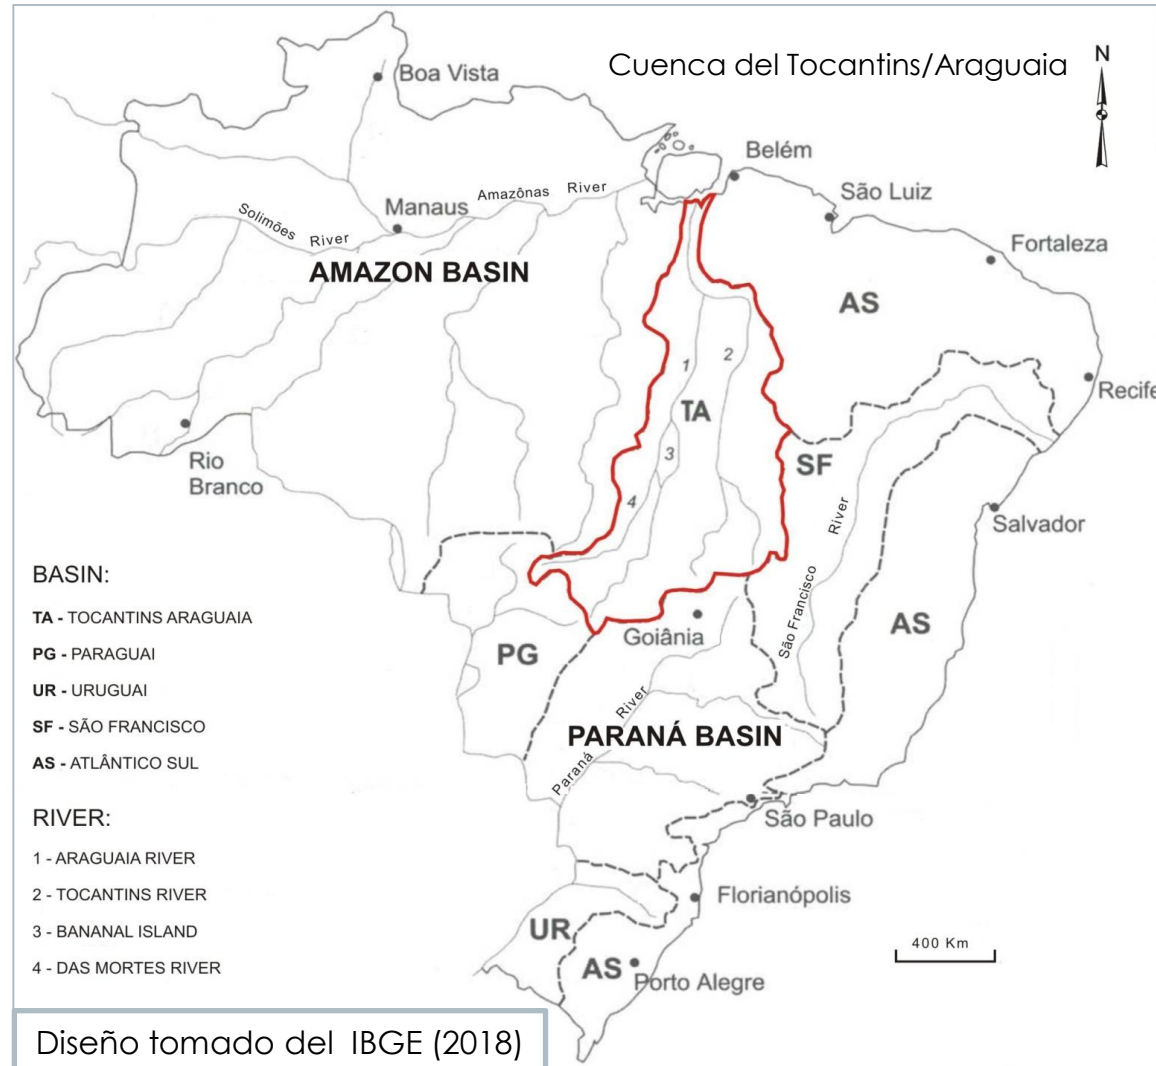 Cuenca del Tocantins/Araguaia
N
Boa Vista
Belém
São Luiz
Manaus
Amazônas River
Solimões River
Fortaleza
AMAZON BASIN
AS
1
2
Recife
TA
3
SF
Rio
Branco
4
River
São Francisco
Salvador
BASIN:
TA - TOCANTINS ARAGUAIA
PG - PARAGUAI
UR - URUGUAI
SF - SÃO FRANCISCO
AS - ATLÂNTICO SUL
Goiânia
AS
PG
Paraná River
PARANÁ BASIN
São Paulo
RIVER:
1 - ARAGUAIA RIVER
2 - TOCANTINS RIVER
3 - BANANAL ISLAND
4 - DAS MORTES RIVER
Florianópolis
UR
400 Km
AS
Porto Alegre
Diseño tomado del IBGE (2018)